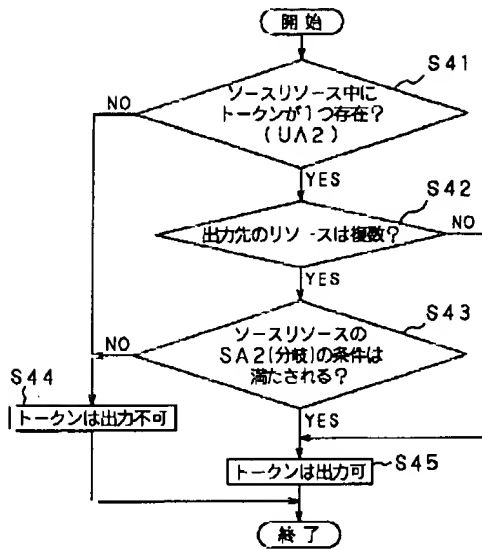 開始
S41
ソースリソース中に
トークンが1つ存在?
(UA2)
NO
YES
S42
出力先のリソースは複数?
NO
YES
S43
ソースリソースの
SA2(分岐)の条件は
満たされる?
NO
YES
S44
トークンは出力不可
トークンは出力可
S45
終了